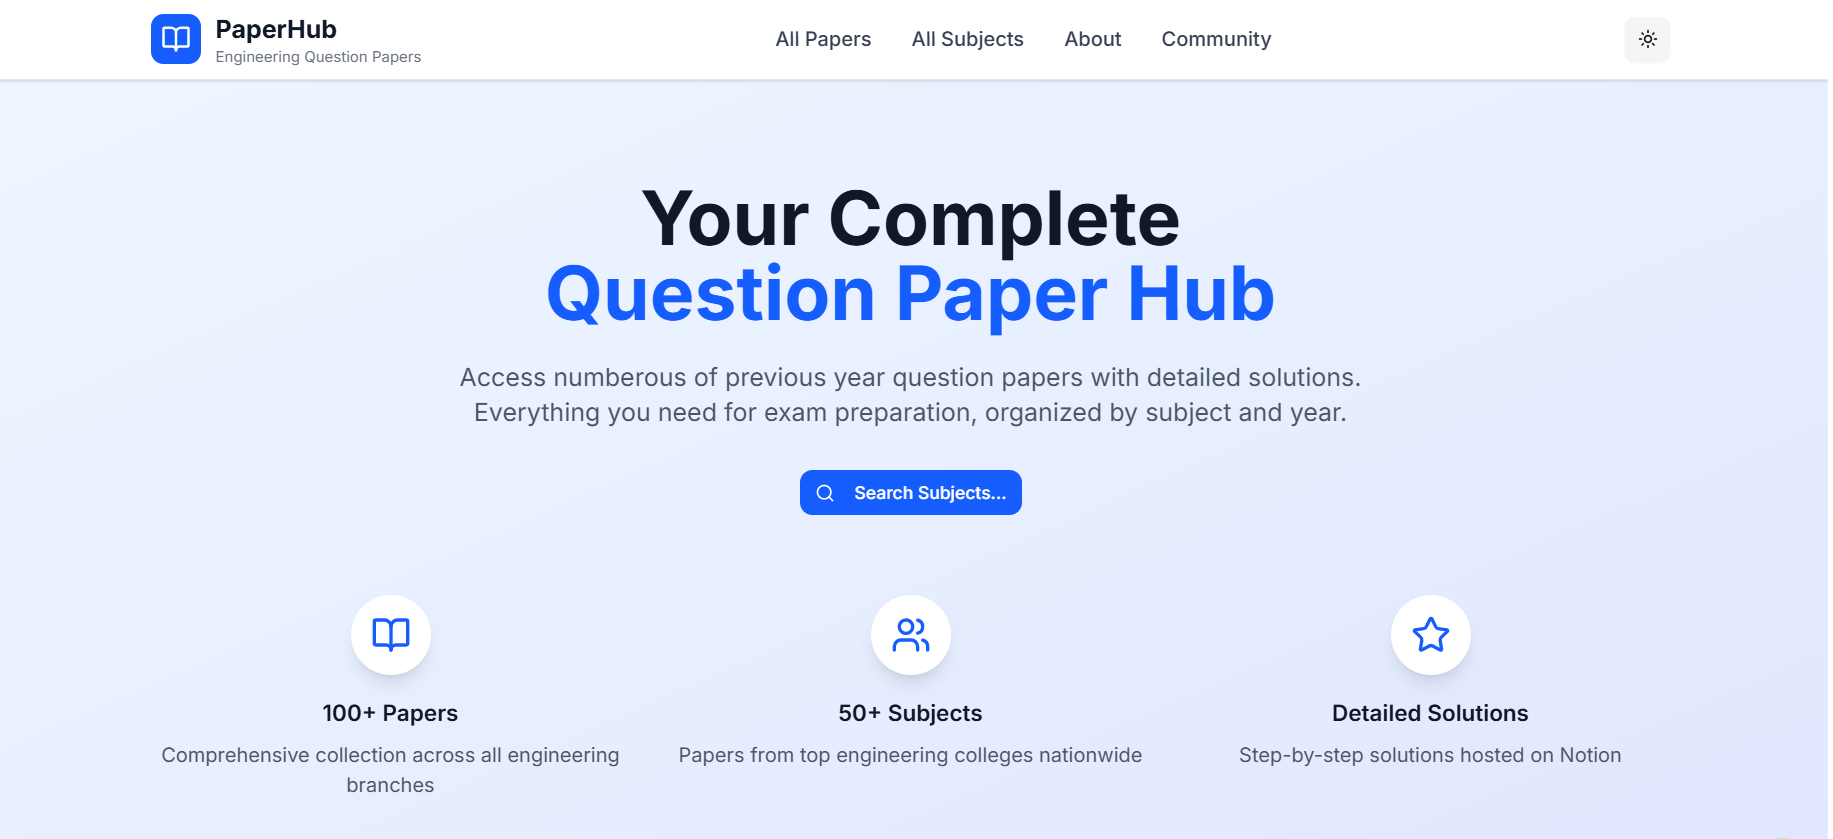 PaperHub
Engineering Question Papers
All Papers
All Subjects
About
Community
Your Complete
Question Paper Hub
Access numberous of previous year question papers with detailed solutions.
Everything you need for exam preparation, organized by subject and year.
Search Subjects...
100+ Papers
Comprehensive collection across all engineering
branches
50+ Subjects
Papers from top engineering colleges nationwide
Detailed Solutions
Step-by-step solutions hosted on Notion